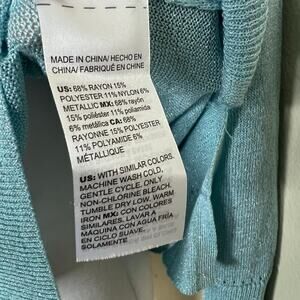 MADE IN CHINA/HECHO EN
CHINA/FABRIQUÉ EN CHINE
US: 68% RAYON 15%
POLYESTER 11% NYLON 6%
METALLIC MX: 68% rayón
15% poliéster 11% poliamida
6% metálica CA: 68%
RAYONNE 15% POLYESTER
11% POLYAMIDE 6%
MÉTALLIQUE
US: WITH SIMILAR COLORS,
MACHINE WASH COLD,
GENTLE CYCLE, ONLY
NON-CHLORINE BLEACH,
TUMBLE DRY LOW, WARM
IRON MX: CON COLORES
SIMILARES, LAVAR A
MÁQUINA CON AGUA FRÍA
EN CICLO SUAVE,
SOLAMENTE